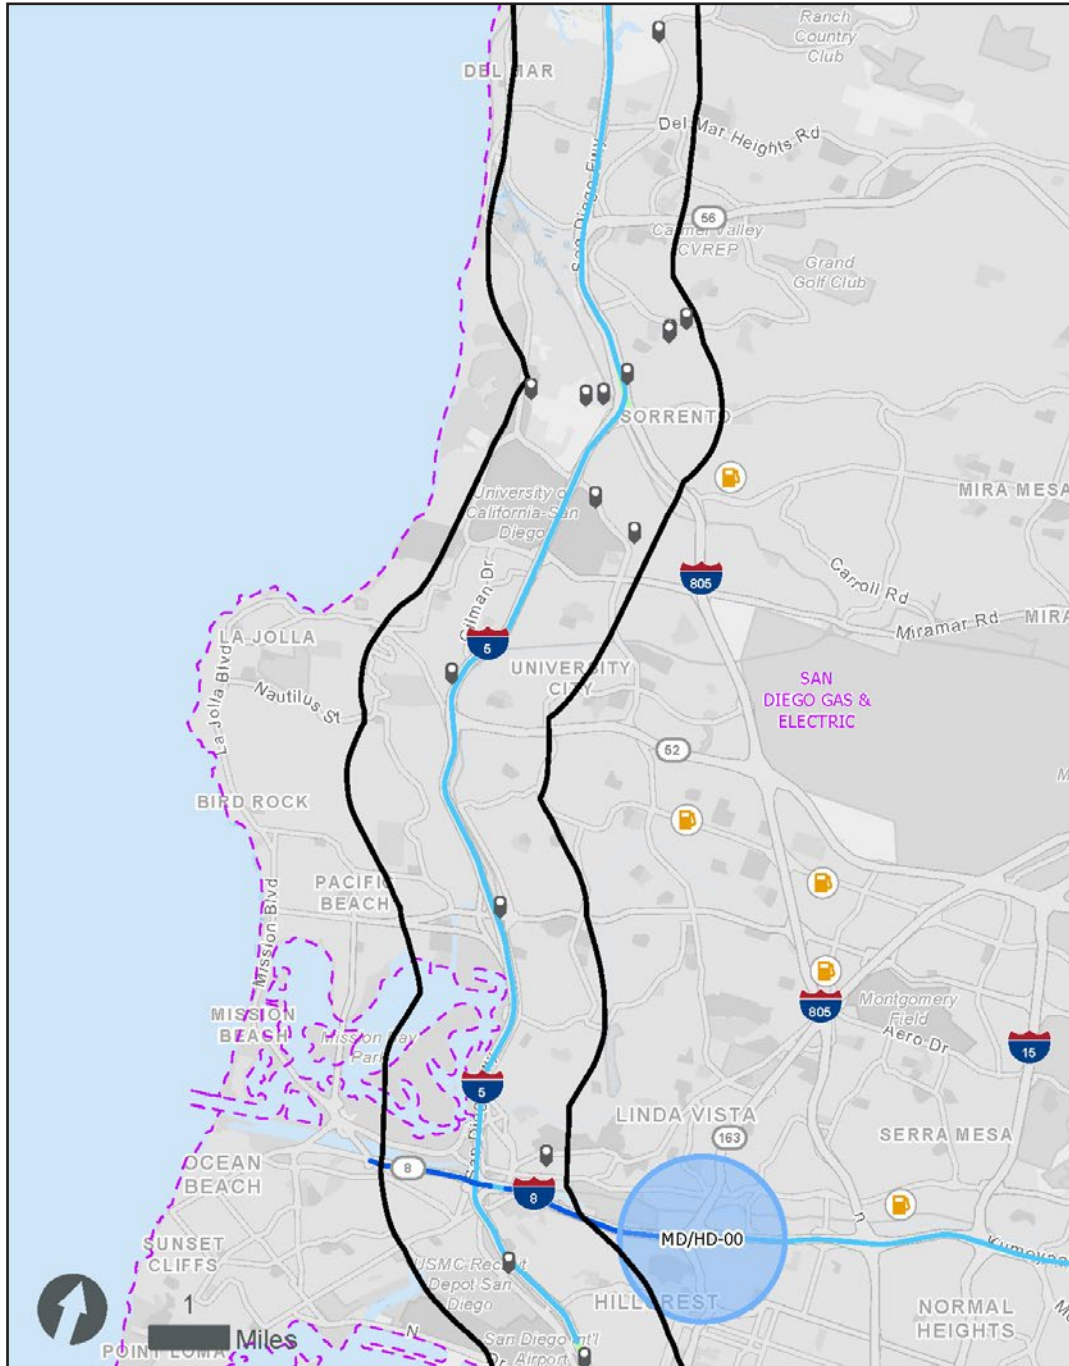 Ranch
Country
Club
DEL MAR
Del Mar Heights Rd
San Diego Fwy
56
Carmel Valley
CVREP
Grand
Golf Club
SORRENTO
MIRA MESA
University of
California-San
Diego
805
Carroll Rd
Gilman Dr
Miramar Rd
MIRA
LA JOLLA
5
UNIVERSITY
CITY
La Jolla Blvd
Nautilus St
SAN
DIEGO GAS &
ELECTRIC
52
M
BIRD ROCK
PACIFIC
BEACH
Mission Blvd
805
Montgomery
Field
Aero Dr
15
MISSION
BEACH
Mission Bay
Park
5
LINDA VISTA
163
SERRA MESA
OCEAN
BEACH
8
8
MD/HD-00
SUNSET
CLIFFS
USMC Recruit
Depot San
Diego
HILLCREST
NORMAL
HEIGHTS
1
Miles
N
San Diego Int'l
Airport
Dr
POINT LOMA